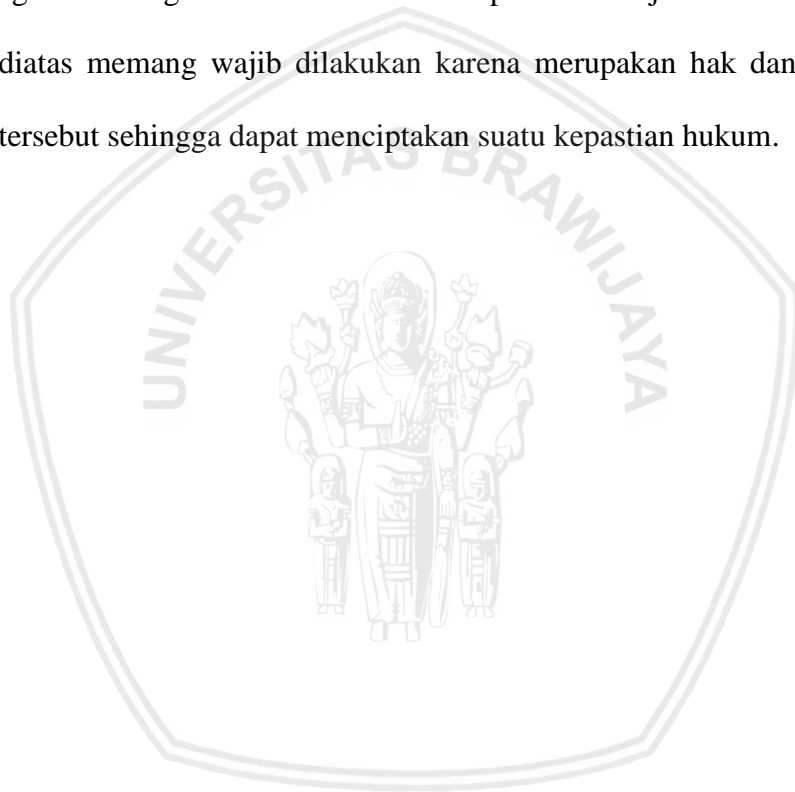 diatas memang wajib dilakukan karena merupakan hak dan
tersebut sehingga dapat menciptakan suatu kepastian hukum.
UNIVERSITAS BRAWIJAYA